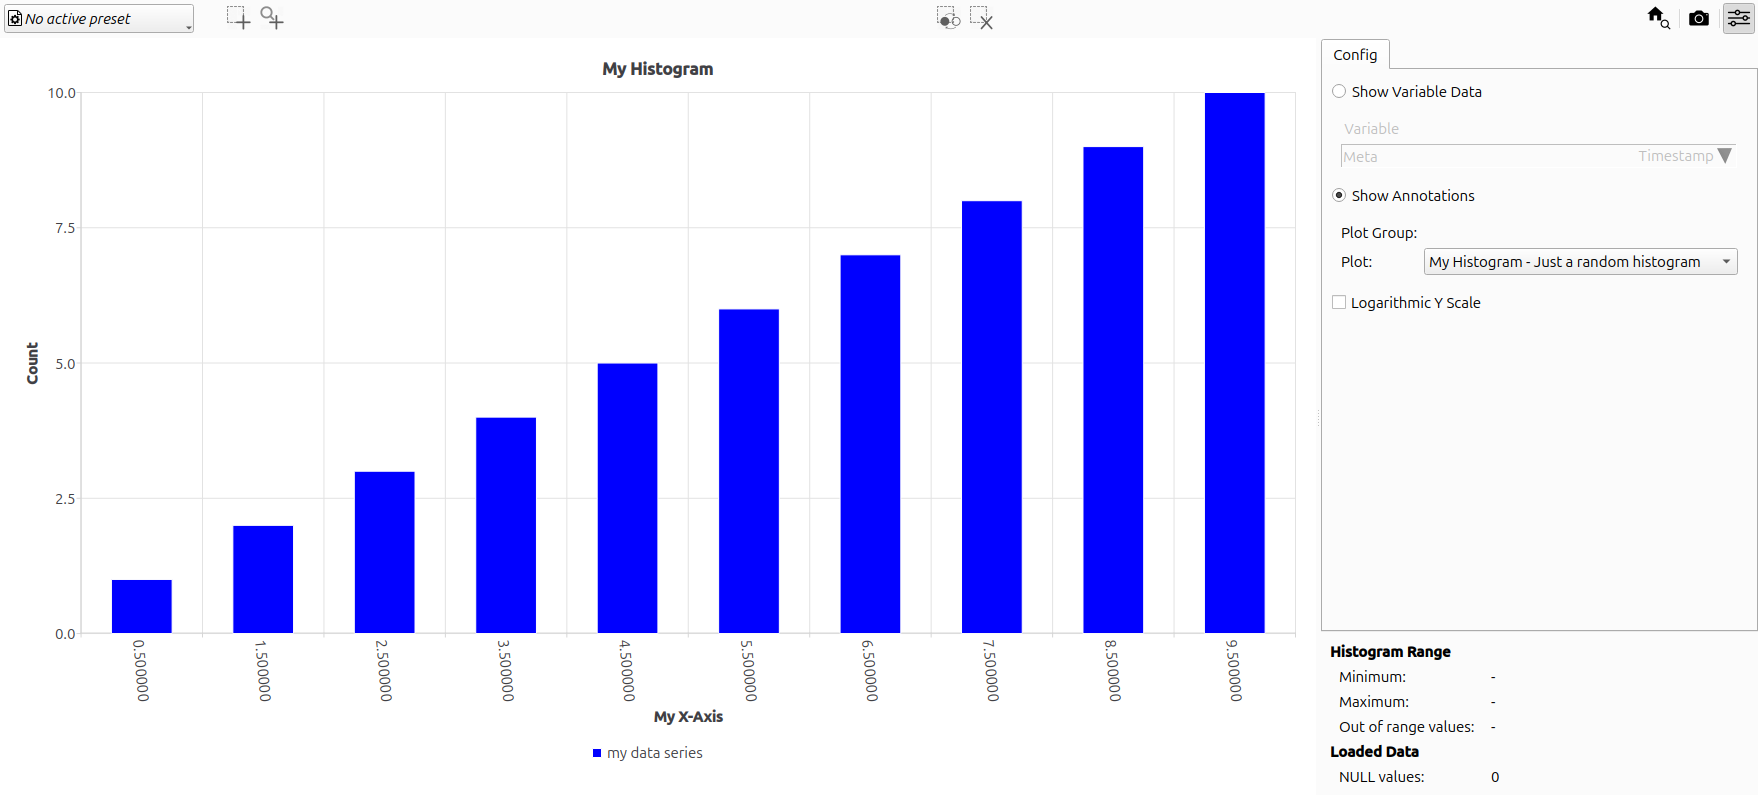 No active preset
My Histogram
10.0
7.5
5.0
2.5
0.0
Count
0.500000
1.500000
2.500000
3.500000
4.500000
5.500000
6.500000
7.500000
8.500000
9.500000
My X-Axis
my data series
Config
Show Variable Data
Variable
Meta Timestamp
Show Annotations
Plot Group:
Plot: My Histogram - Just a random histogram
Logarithmic Y Scale
Histogram Range
Minimum: -
Maximum: -
Out of range values: -
Loaded Data
NULL values: 0